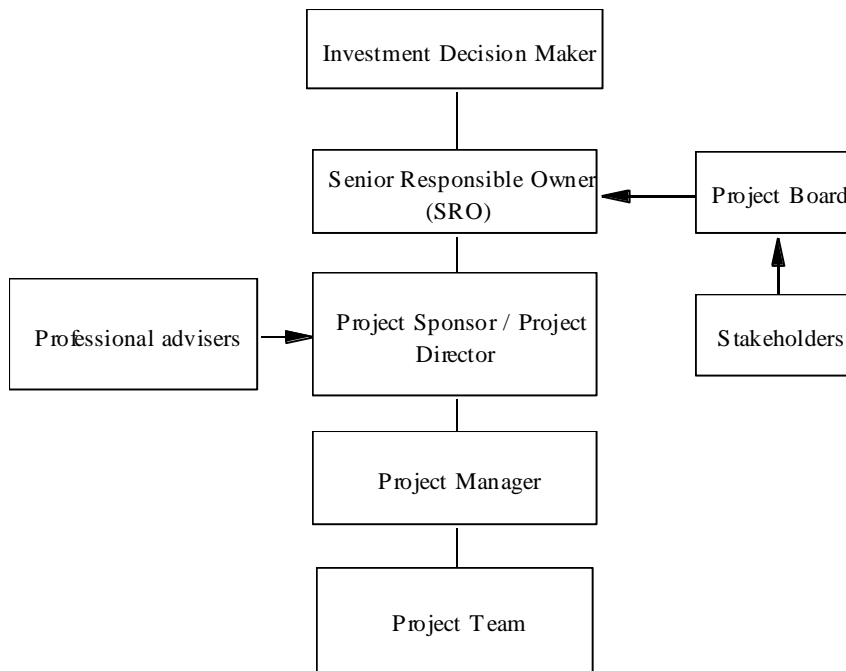 Investment Decision Maker
Senior Responsible Owner
(SRO)
Project Board
Professional advisers
Project Sponsor / Project
Director
Stakeholders
Project Manager
Project Team